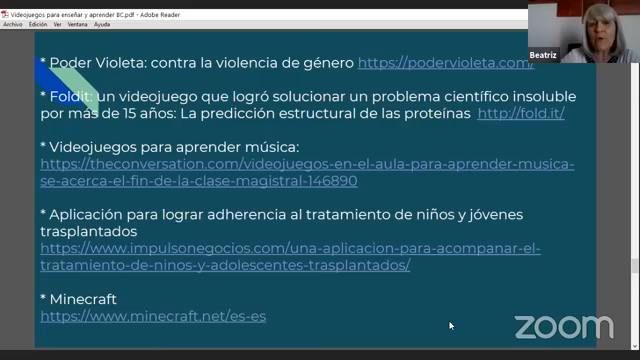 Videojuegos para enseñar y aprender BC.pdf - Adobe Reader
Archivo Edición Ver Ventana Ayuda
Beatriz
* Poder Violeta: contra la violencia de género https://podervioleta.com/
* Foldit: un videojuego que logró solucionar un problema científico insoluble
por más de 15 años: La predicción estructural de las proteínas http://fold.it/
* Videojuegos para aprender música:
https://theconversation.com/videojuegos-en-el-aula-para-aprender-musica-
se-acerca-el-fin-de-la-clase-magistral-146890
* Aplicación para lograr adherencia al tratamiento de niños y jóvenes
trasplantados
https://www.impulsonegocios.com/una-aplicacion-para-acompanar-el-
tratamiento-de-ninos-y-adolescentes-trasplantados/
* Minecraft
https://www.minecraft.net/es-es
zoom